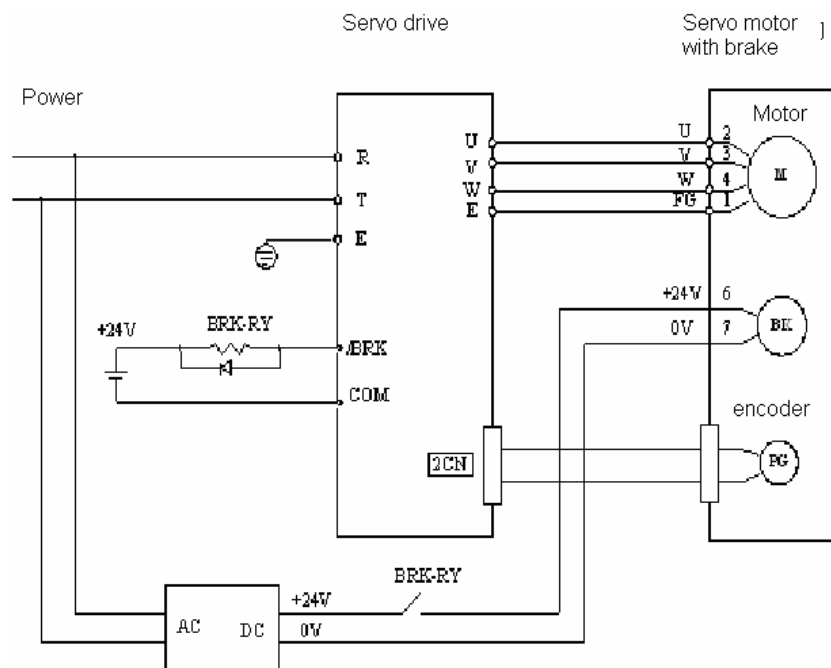 Servo drive
Servo motor ]
with brake
Power
Motor
U U 2
R V V 3
M
T W W 4
E FG 1
E
+24V 6
+24V BRK-RY
0V 7 BK
/BRK
COM
encoder
2CN PG
BRK-RY
+24V
AC DC 0V